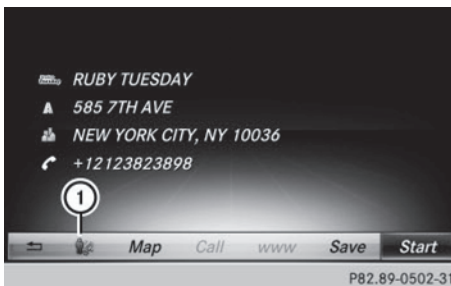 RUBY TUESDAY
585 7TH AVE
NEW YORK CITY, NY 10036
+12123823898
1
Map Call www Save Start
P82.89-0502-31